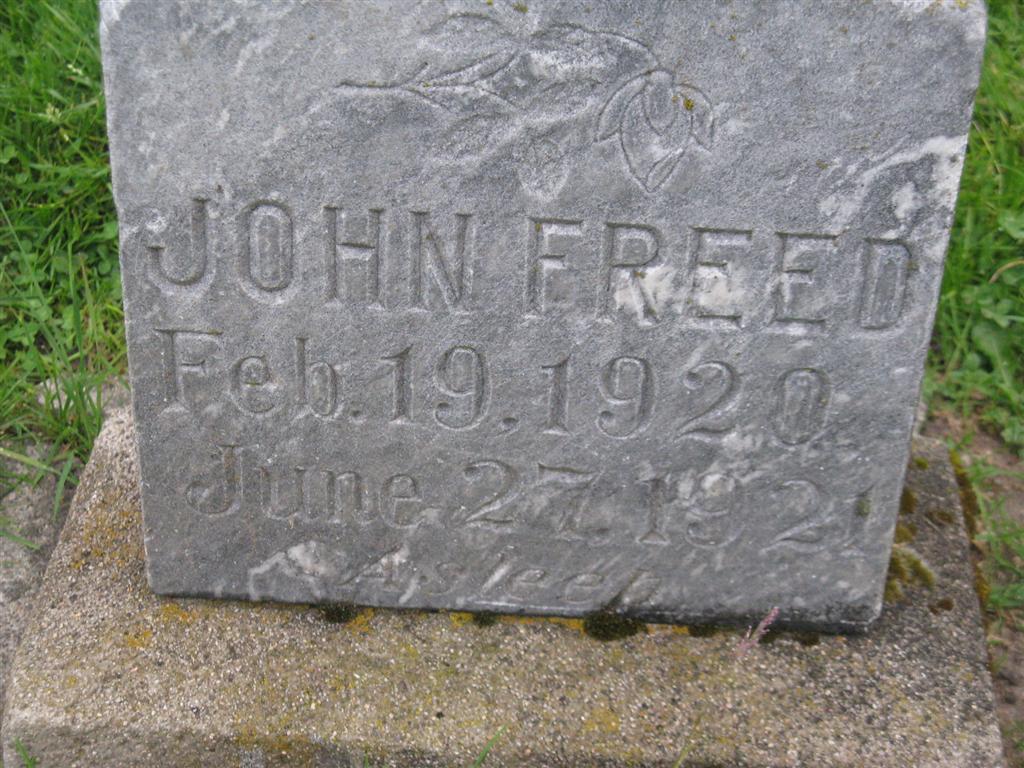 JOHN FREED
Feb. 19. 1920
June 27. 1921
Asleep